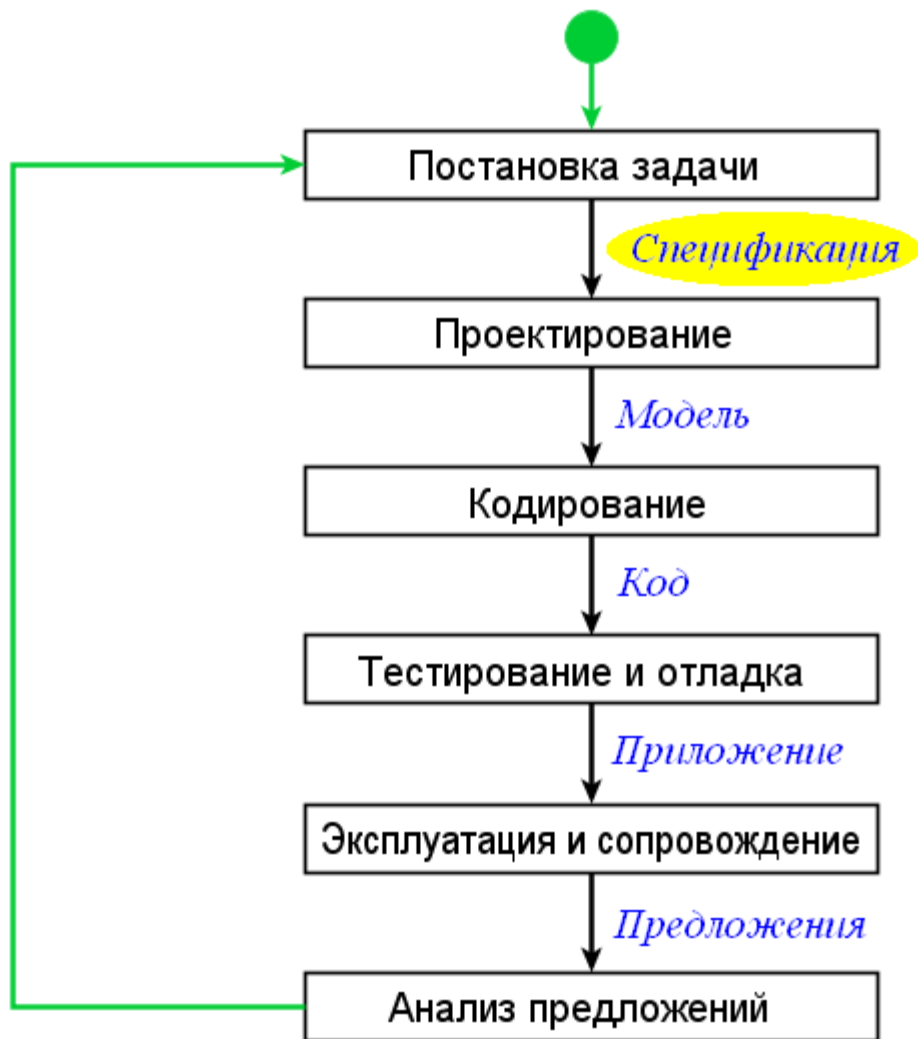 Постановка задачи
Спецификация
Проектирование
Модель
Кодирование
Код
Тестирование и отладка
Приложение
Эксплуатация и сопровождение
Предложения
Анализ предложений